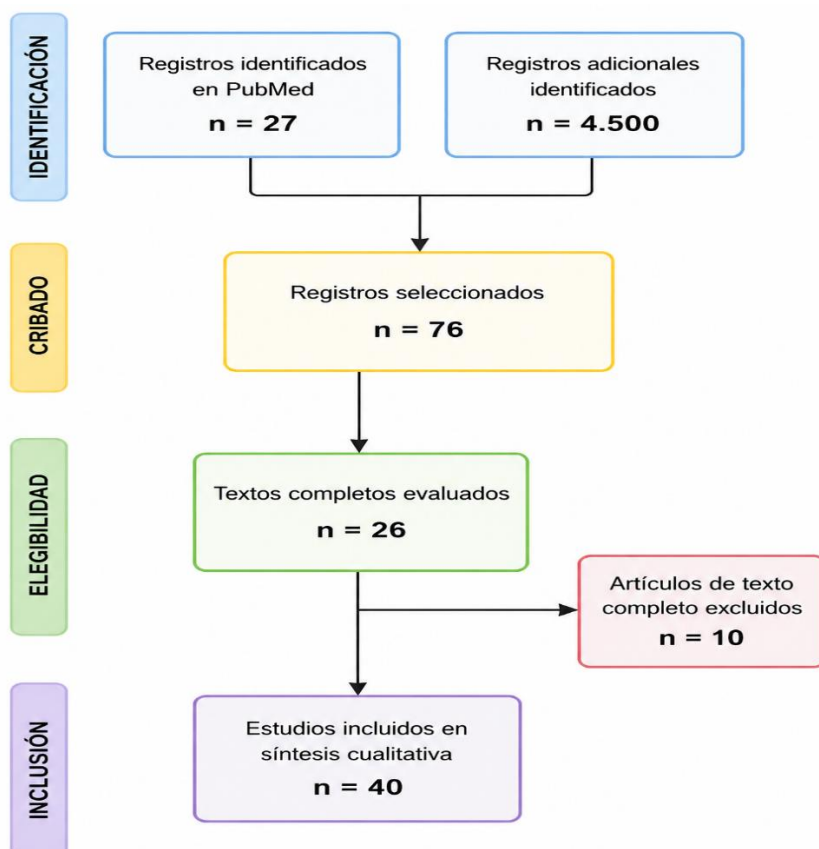 IDENTIFICACIÓN
Registros identificados
en PubMed
n = 27
Registros adicionales
identificados
n = 4.500
CRIBADO
Registros seleccionados
n = 76
ELEGIBILIDAD
Textos completos evaluados
n = 26
Artículos de texto
completo excluidos
n = 10
INCLUSIÓN
Estudios incluidos en
síntesis cualitativa
n = 40